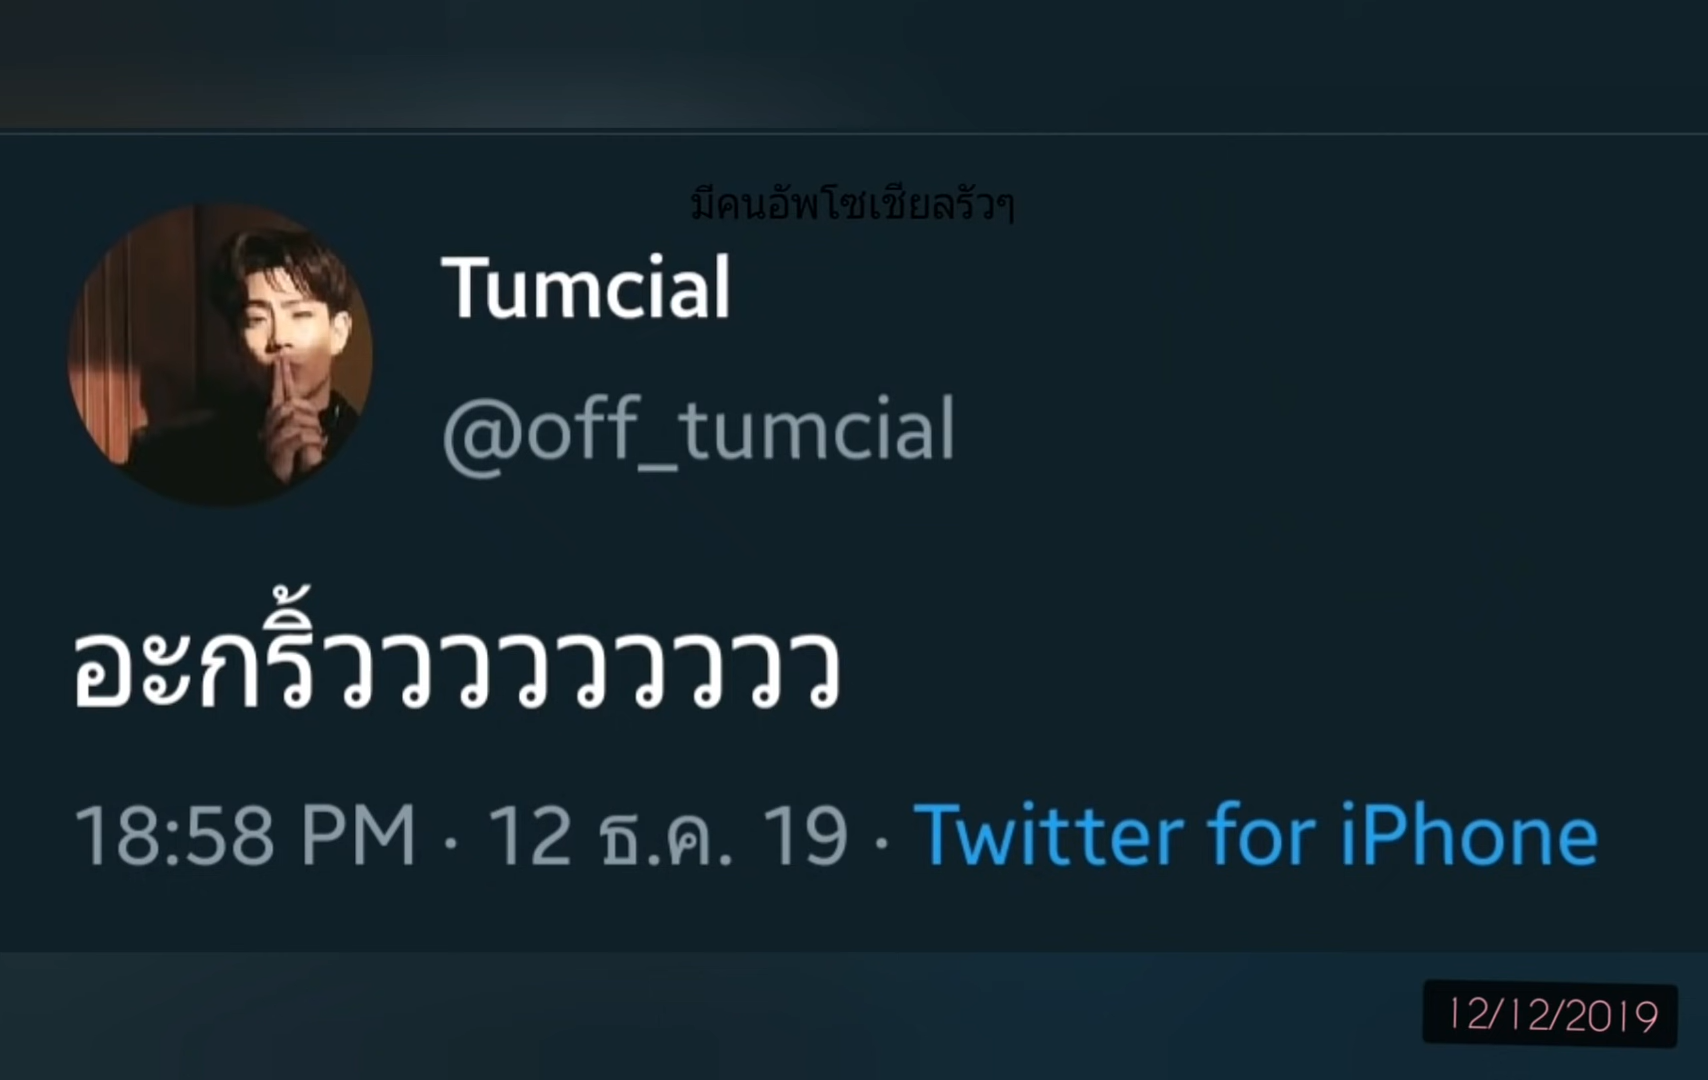 มีคนอัพโซเชียลรัวๆ
Tumcial
@off_tumcial
อะกริ้ววววววววว
18:58 PM · 12 ธ.ค. 19 · Twitter for iPhone
12/12/2019